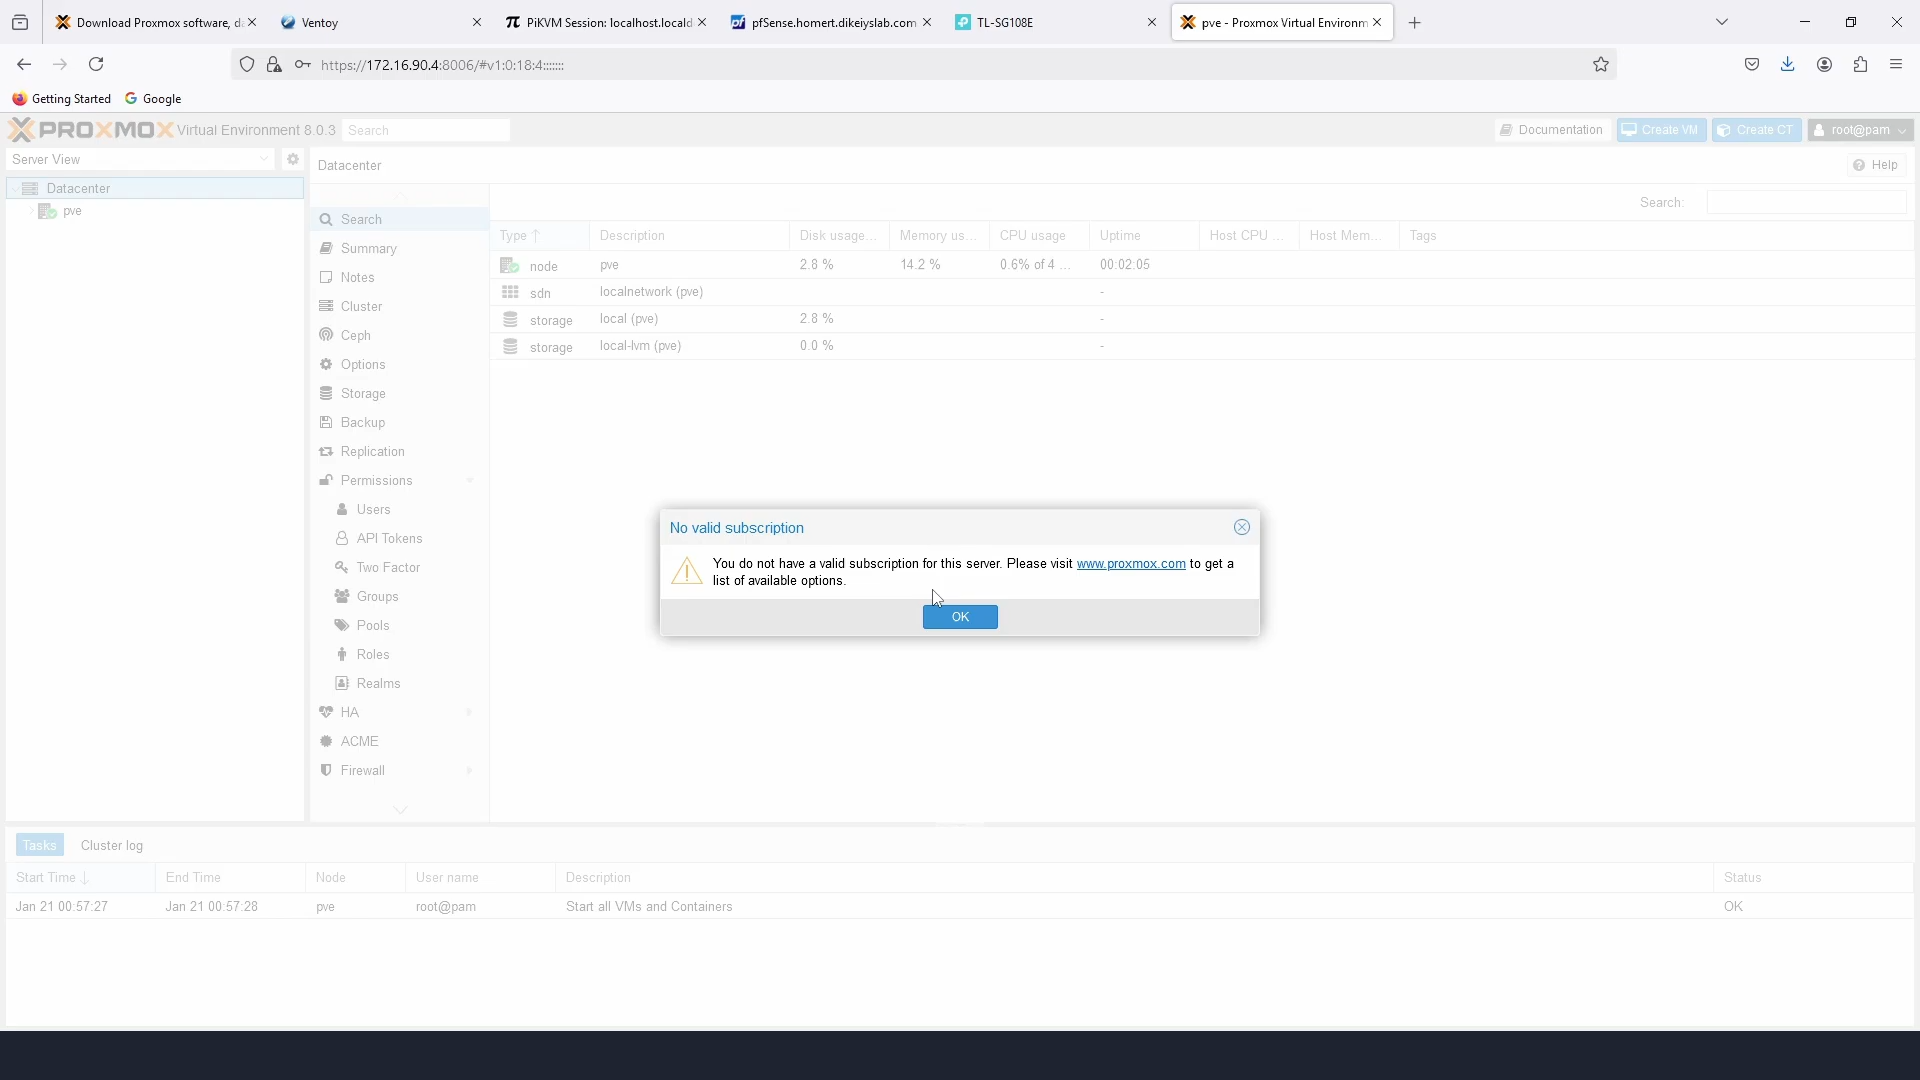 Download Proxmox software, da
Ventoy
PiKVM Session: localhost.locald
pfSense.homert.dikeiyslab.com
TL-SG108E
pve - Proxmox Virtual Environm
https://172.16.90.4:8006/#v1:0:18:4:::::::
Getting Started
Google
PROXMOX Virtual Environment 8.0.3
Search
Documentation
Create VM
Create CT
root@pam
Server View
Datacenter
Help
Datacenter
pve
Search
Summary
Notes
Cluster
Ceph
Options
Storage
Backup
Replication
Permissions
Users
API Tokens
Two Factor
Groups
Pools
Roles
Realms
HA
ACME
Firewall
Search:
Type Description Disk usage... Memory us... CPU usage Uptime Host CPU ... Host Mem... Tags
node pve 2.8 % 14.2 % 0.6% of 4 ... 00:02:05
sdn localnetwork (pve) -
storage local (pve) 2.8 % -
storage local-lvm (pve) 0.0 % -
No valid subscription
You do not have a valid subscription for this server. Please visit www.proxmox.com to get a
list of available options.
OK
Tasks
Cluster log
Start Time End Time Node User name Description Status
Jan 21 00:57:27 Jan 21 00:57:28 pve root@pam Start all VMs and Containers OK